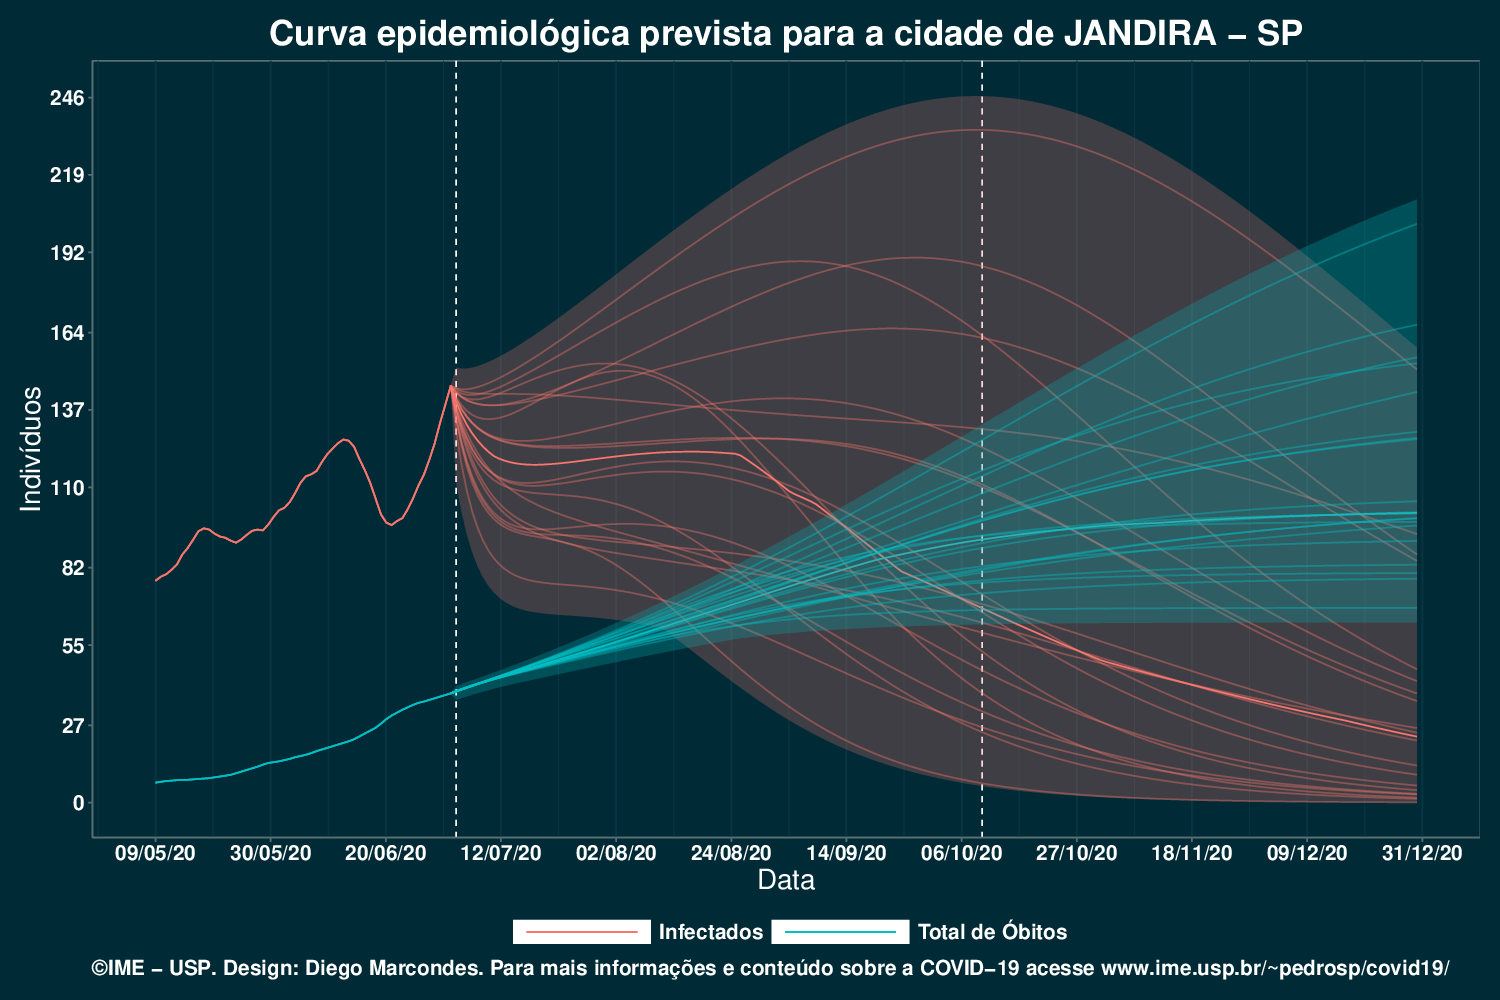 Curva epidemiológica prevista para a cidade de JANDIRA – SP
246
219
192
164
137
110
82
55
27
0
Indivíduos
09/05/20 30/05/20 20/06/20 12/07/20 02/08/20 24/08/20 14/09/20 06/10/20 27/10/20 18/11/20 09/12/20 31/12/20
Data
Infectados Total de Óbitos
©IME – USP. Design: Diego Marcondes. Para mais informações e conteúdo sobre a COVID–19 acesse www.ime.usp.br/~pedrosp/covid19/